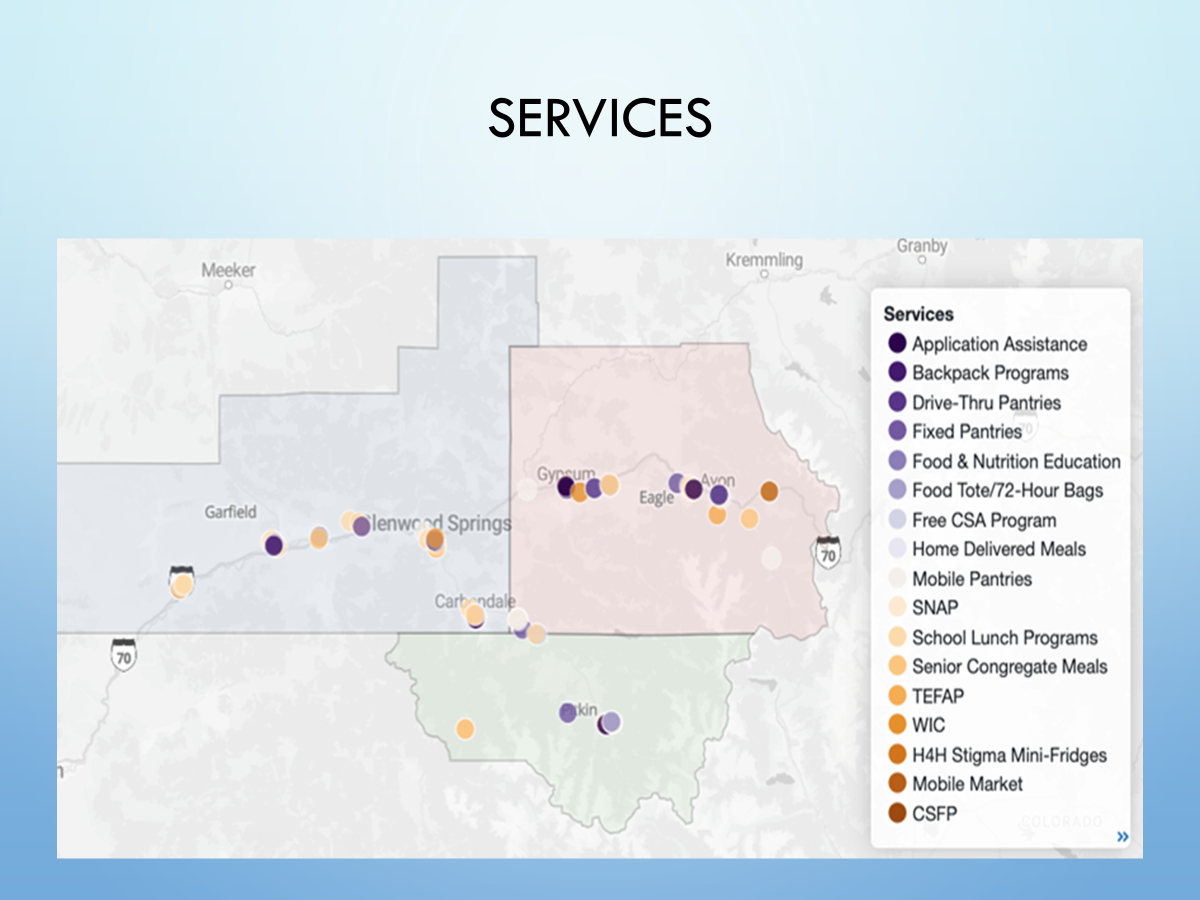 SERVICES
Granby
Kremmling
Meeker
Services
Application Assistance
Backpack Programs
Drive-Thru Pantries
70
Fixed Pantries
Food & Nutrition Education
Gypsum
Avon
Eagle
Food Tote/72-Hour Bags
Garfield
Glenwood Springs
Free CSA Program
Home Delivered Meals
70
Mobile Pantries
Carbondale
SNAP
School Lunch Programs
70
Senior Congregate Meals
TEFAP
Pitkin
WIC
H4H Stigma Mini-Fridges
Mobile Market
CSFP
COLORADO
»